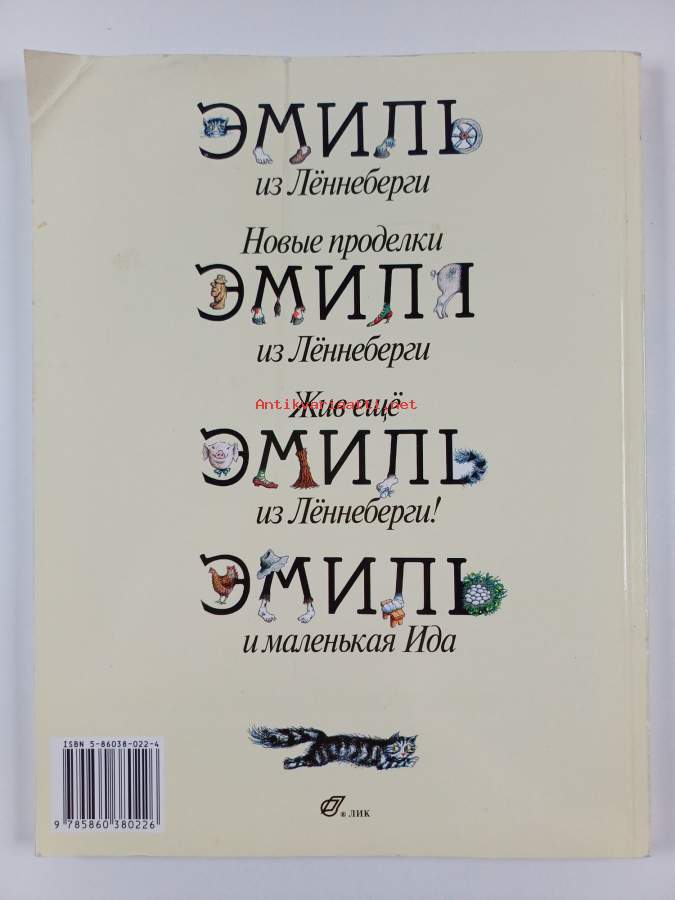 ЭМИЛЬ
из Лённеберги
Новые проделки
ЭМИЛЯ
из Лённеберги
Antikvariaatti.net
Жив ещё
ЭМИЛЬ
из Лённеберги!
ЭМИЛЬ
и маленькая Ида
ISBN 5-86038-022-4
9 785860 380226
® ЛИК